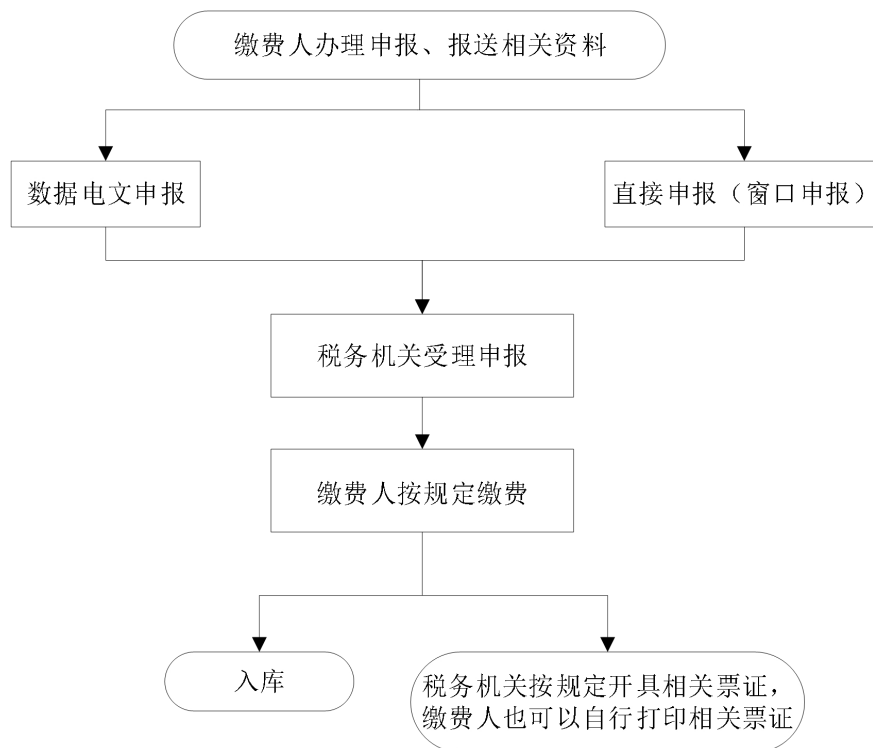 缴费人办理申报、报送相关资料
数据电文申报
直接申报（窗口申报）
税务机关受理申报
缴费人按规定缴费
入库
税务机关按规定开具相关票证，
缴费人也可以自行打印相关票证